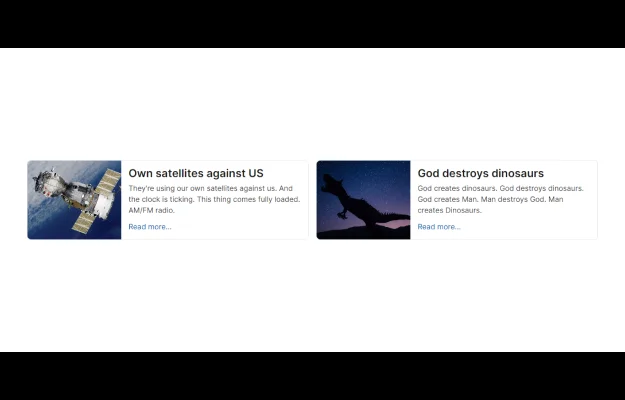 Own satellites against US
They're using our own satellites against us. And
the clock is ticking. This thing comes fully loaded.
AM/FM radio.
Read more...
God destroys dinosaurs
God creates dinosaurs. God destroys dinosaurs.
God creates Man. Man destroys God. Man
creates Dinosaurs.
Read more...